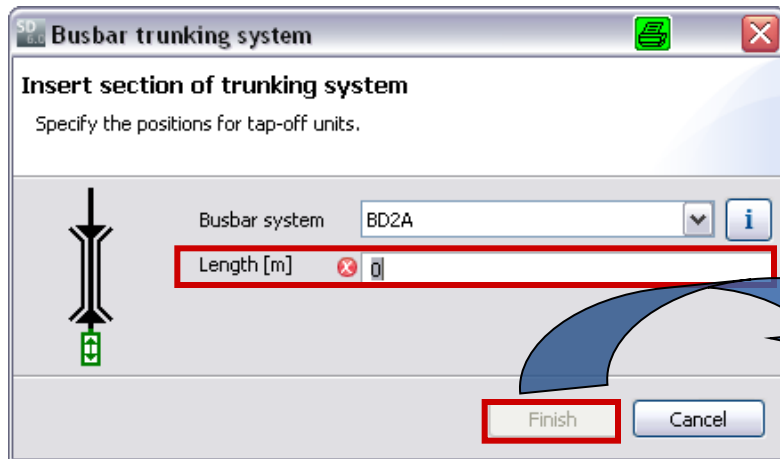 SD
6.0
Busbar trunking system
Insert section of trunking system
Specify the positions for tap-off units.
Busbar system BD2A i
Length [m] 0
Finish Cancel